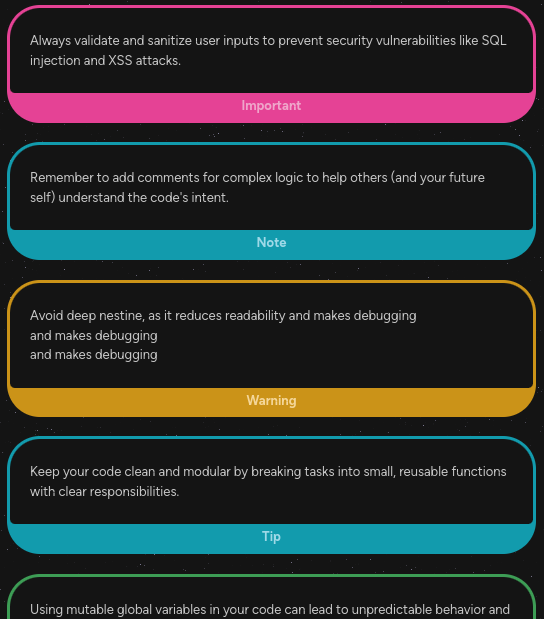 Always validate and sanitize user inputs to prevent security vulnerabilities like SQL
injection and XSS attacks.
Important
Remember to add comments for complex logic to help others (and your future
self) understand the code's intent.
Note
Avoid deep nestine, as it reduces readability and makes debugging
and makes debugging
and makes debugging
Warning
Keep your code clean and modular by breaking tasks into small, reusable functions
with clear responsibilities.
Tip
Using mutable global variables in your code can lead to unpredictable behavior and